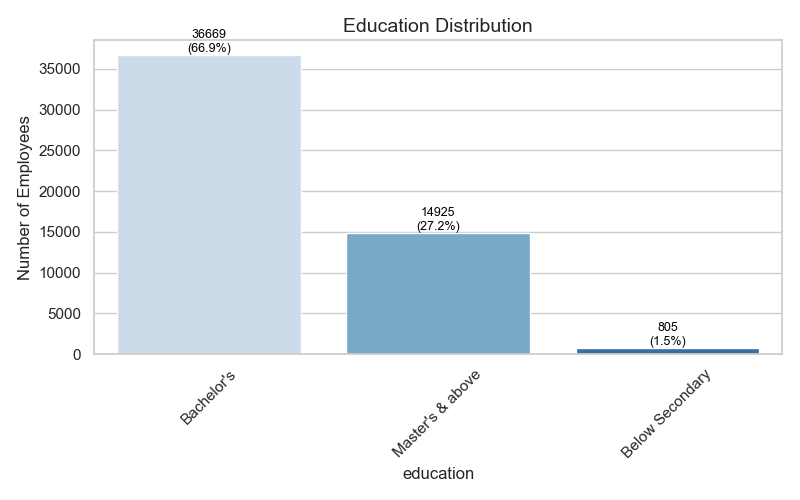 Education Distribution
36669
(66.9%)
14925
(27.2%)
805
(1.5%)
Number of Employees
35000
30000
25000
20000
15000
10000
5000
0
Bachelor's
Master's & above
Below Secondary
education